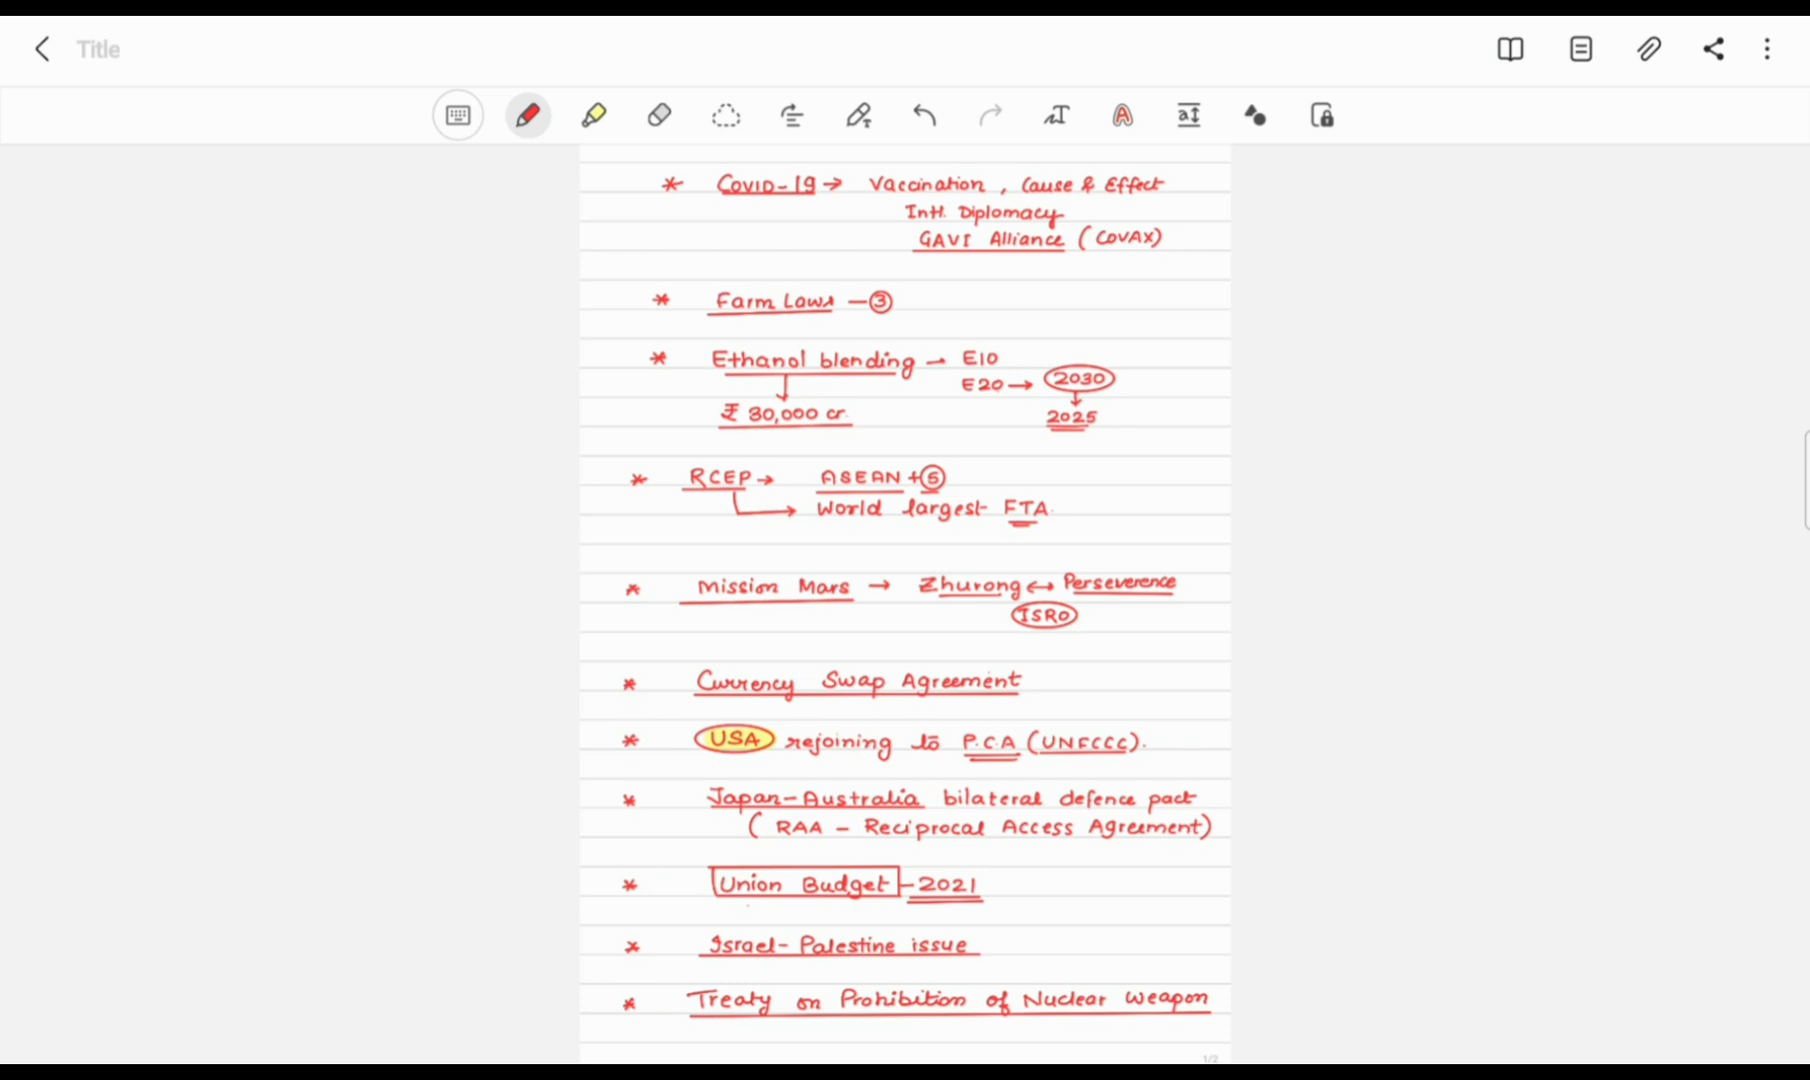 Title
* COVID-19 → Vaccination, Cause & Effect
Intl. Diplomacy
GAVI Alliance (COVAX)
* Farm Laws - 3
* Ethanol blending - E10
E20 → 2030
₹ 30,000 cr. 2025
* RCEP → ASEAN +5
World largest FTA.
* Mission Mars → Zhurong ↔ Perseverence
ISRO
* Currency Swap Agreement
* USA rejoining to P.C.A (UNFCCC).
* Japan-Australia bilateral defence pact
(RAA - Reciprocal Access Agreement)
* Union Budget - 2021
* Israel-Palestine issue
* Treaty on Prohibition of Nuclear Weapon
1/2